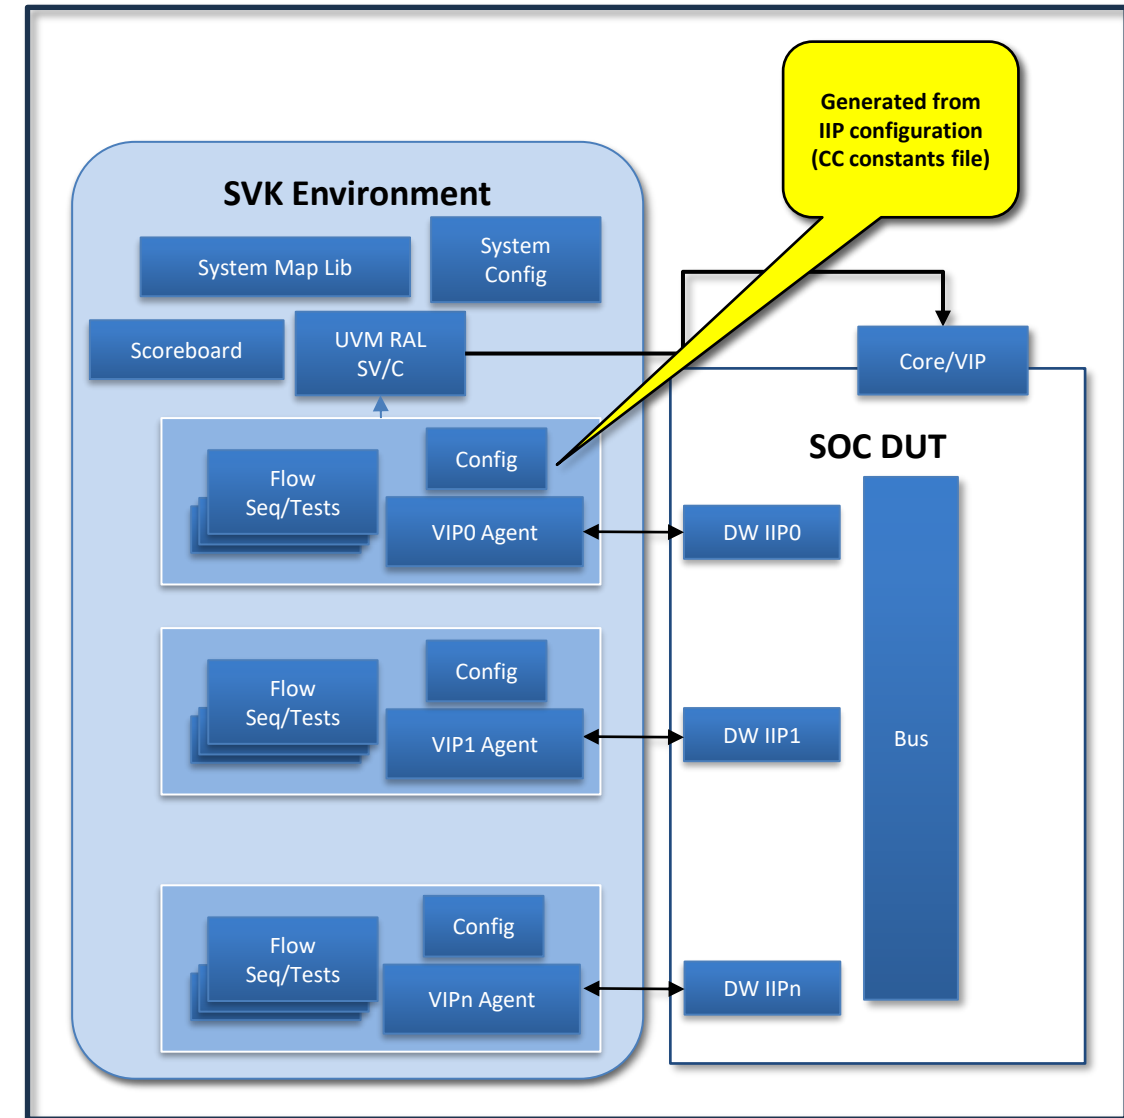 Generated from
IIP configuration
(CC constants file)
SVK Environment
System Map Lib
System
Config
Scoreboard
UVM RAL
SV/C
Core/VIP
SOC DUT
Config
Flow
Seq/Tests
VIP0 Agent
DW IIP0
Config
Flow
Seq/Tests
VIP1 Agent
DW IIP1
Bus
Config
Flow
Seq/Tests
VIPn Agent
DW IIPn